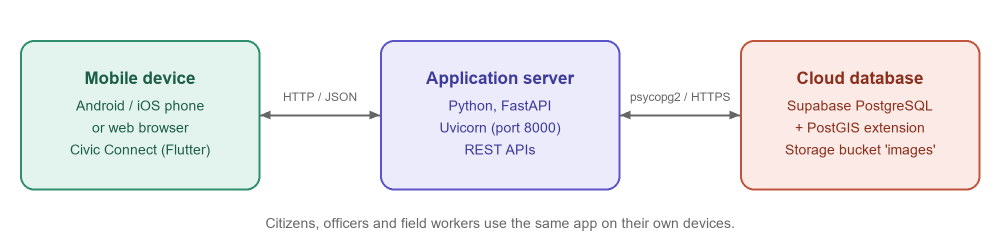 Mobile device
Android / iOS phone
or web browser
Civic Connect (Flutter)
HTTP / JSON
Application server
Python, FastAPI
Uvicorn (port 8000)
REST APIs
psycopg2 / HTTPS
Cloud database
Supabase PostgreSQL
+ PostGIS extension
Storage bucket 'images'
Citizens, officers and field workers use the same app on their own devices.